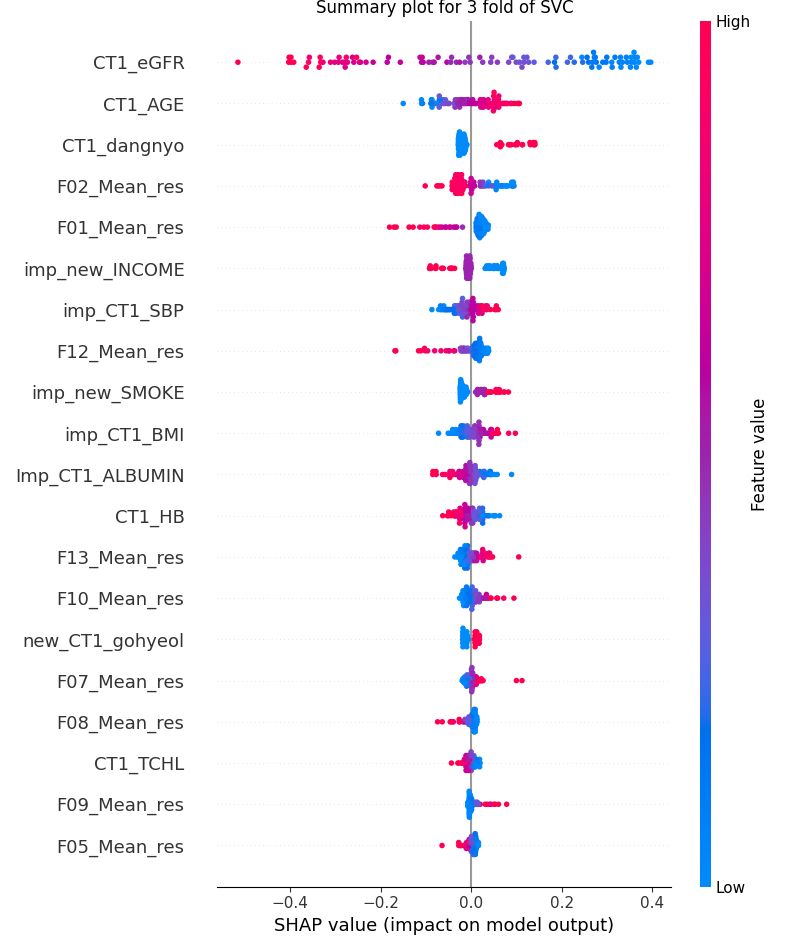 Summary plot for 3 fold of SVC
High
CT1_eGFR
CT1_AGE
CT1_dangnyo
F02_Mean_res
F01_Mean_res
imp_new_INCOME
imp_CT1_SBP
F12_Mean_res
imp_new_SMOKE
imp_CT1_BMI
Imp_CT1_ALBUMIN
CT1_HB
F13_Mean_res
F10_Mean_res
new_CT1_gohyeol
F07_Mean_res
F08_Mean_res
CT1_TCHL
F09_Mean_res
F05_Mean_res
Feature value
Low
−0.4 −0.2 0.0 0.2 0.4
SHAP value (impact on model output)